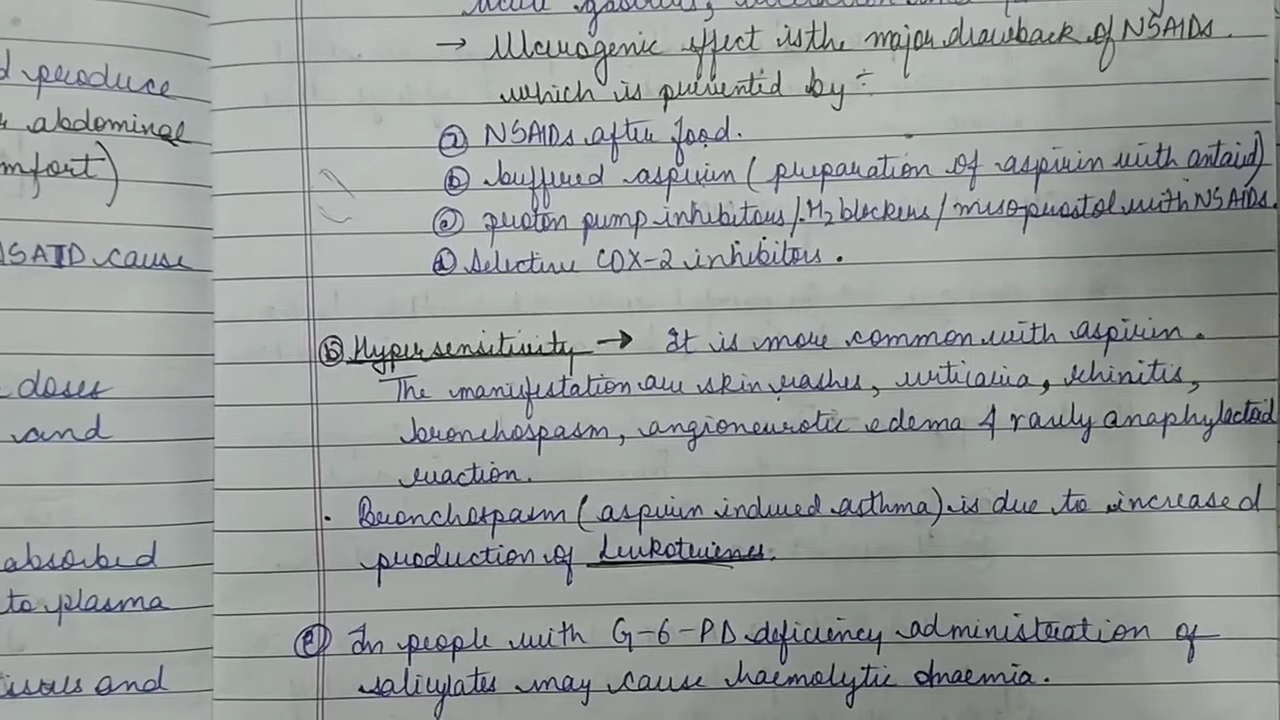 d produce
abdominal
mfort)
SAID cause
doses
and
absorbed
to plasma
and
→ Ulcerogenic effect is the major drawback of NSAIDs.
which is prevented by ÷
ⓐ NSAIDs after food.
ⓑ buffered aspirin (preparation of aspirin with antaid)
ⓒ proton pump inhibitors/H2 blockers/misoprostol with NSAIDs.
ⓓ Selective COX-2 inhibitors.
ⓑ Hypersensitivity → It is more common with aspirin.
The manifestation are skin rashes, urticaria, rhinitis,
bronchospasm, angioneurotic edema & rarely anaphylactoid
reaction.
. Bronchospasm (aspirin induced asthma) is due to increased
production of Leukotrienes.
ⓒ In people with G-6-PD deficiency administration of
salicylates may cause haemolytic anaemia.